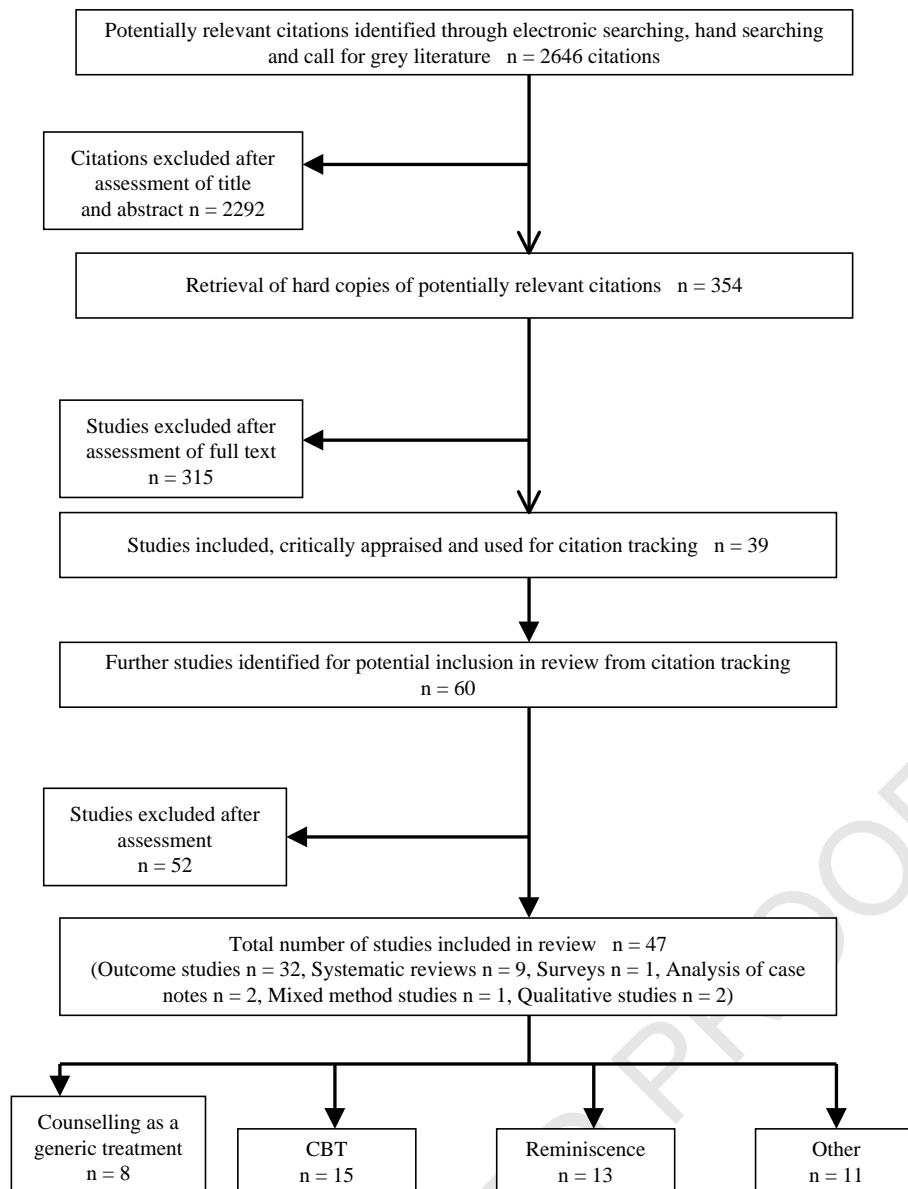 Potentially relevant citations identified through electronic searching, hand searching
and call for grey literature n = 2646 citations
Citations excluded after
assessment of title
and abstract n = 2292
Retrieval of hard copies of potentially relevant citations n = 354
Studies excluded after
assessment of full text
n = 315
Studies included, critically appraised and used for citation tracking n = 39
Further studies identified for potential inclusion in review from citation tracking
n = 60
Studies excluded after
assessment
n = 52
Total number of studies included in review n = 47
(Outcome studies n = 32, Systematic reviews n = 9, Surveys n = 1, Analysis of case
notes n = 2, Mixed method studies n = 1, Qualitative studies n = 2)
Counselling as a
generic treatment
n = 8
CBT
n = 15
Reminiscence
n = 13
Other
n = 11